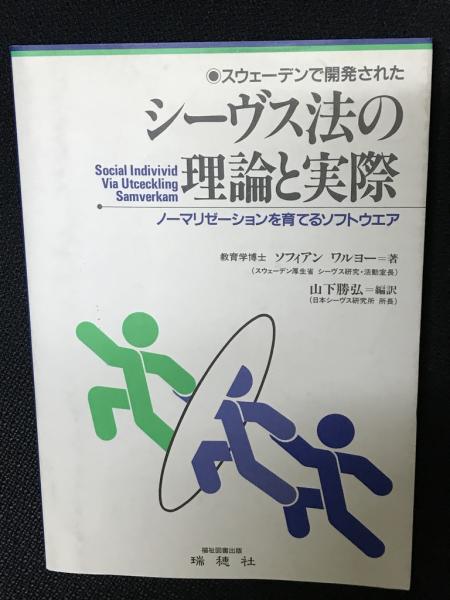 ●スウェーデンで開発された
シーヴス法の
Social Individ
Via Utceckling
Samverkam
理論と実際
ノーマリゼーションを育てるソフトウエア
教育学博士 ソフィアン ワルヨー＝著
(スウェーデン厚生省 シーヴス研究・活動室長)
山下勝弘＝編訳
(日本シーヴス研究所 所長)
福祉図書出版
瑞穂社